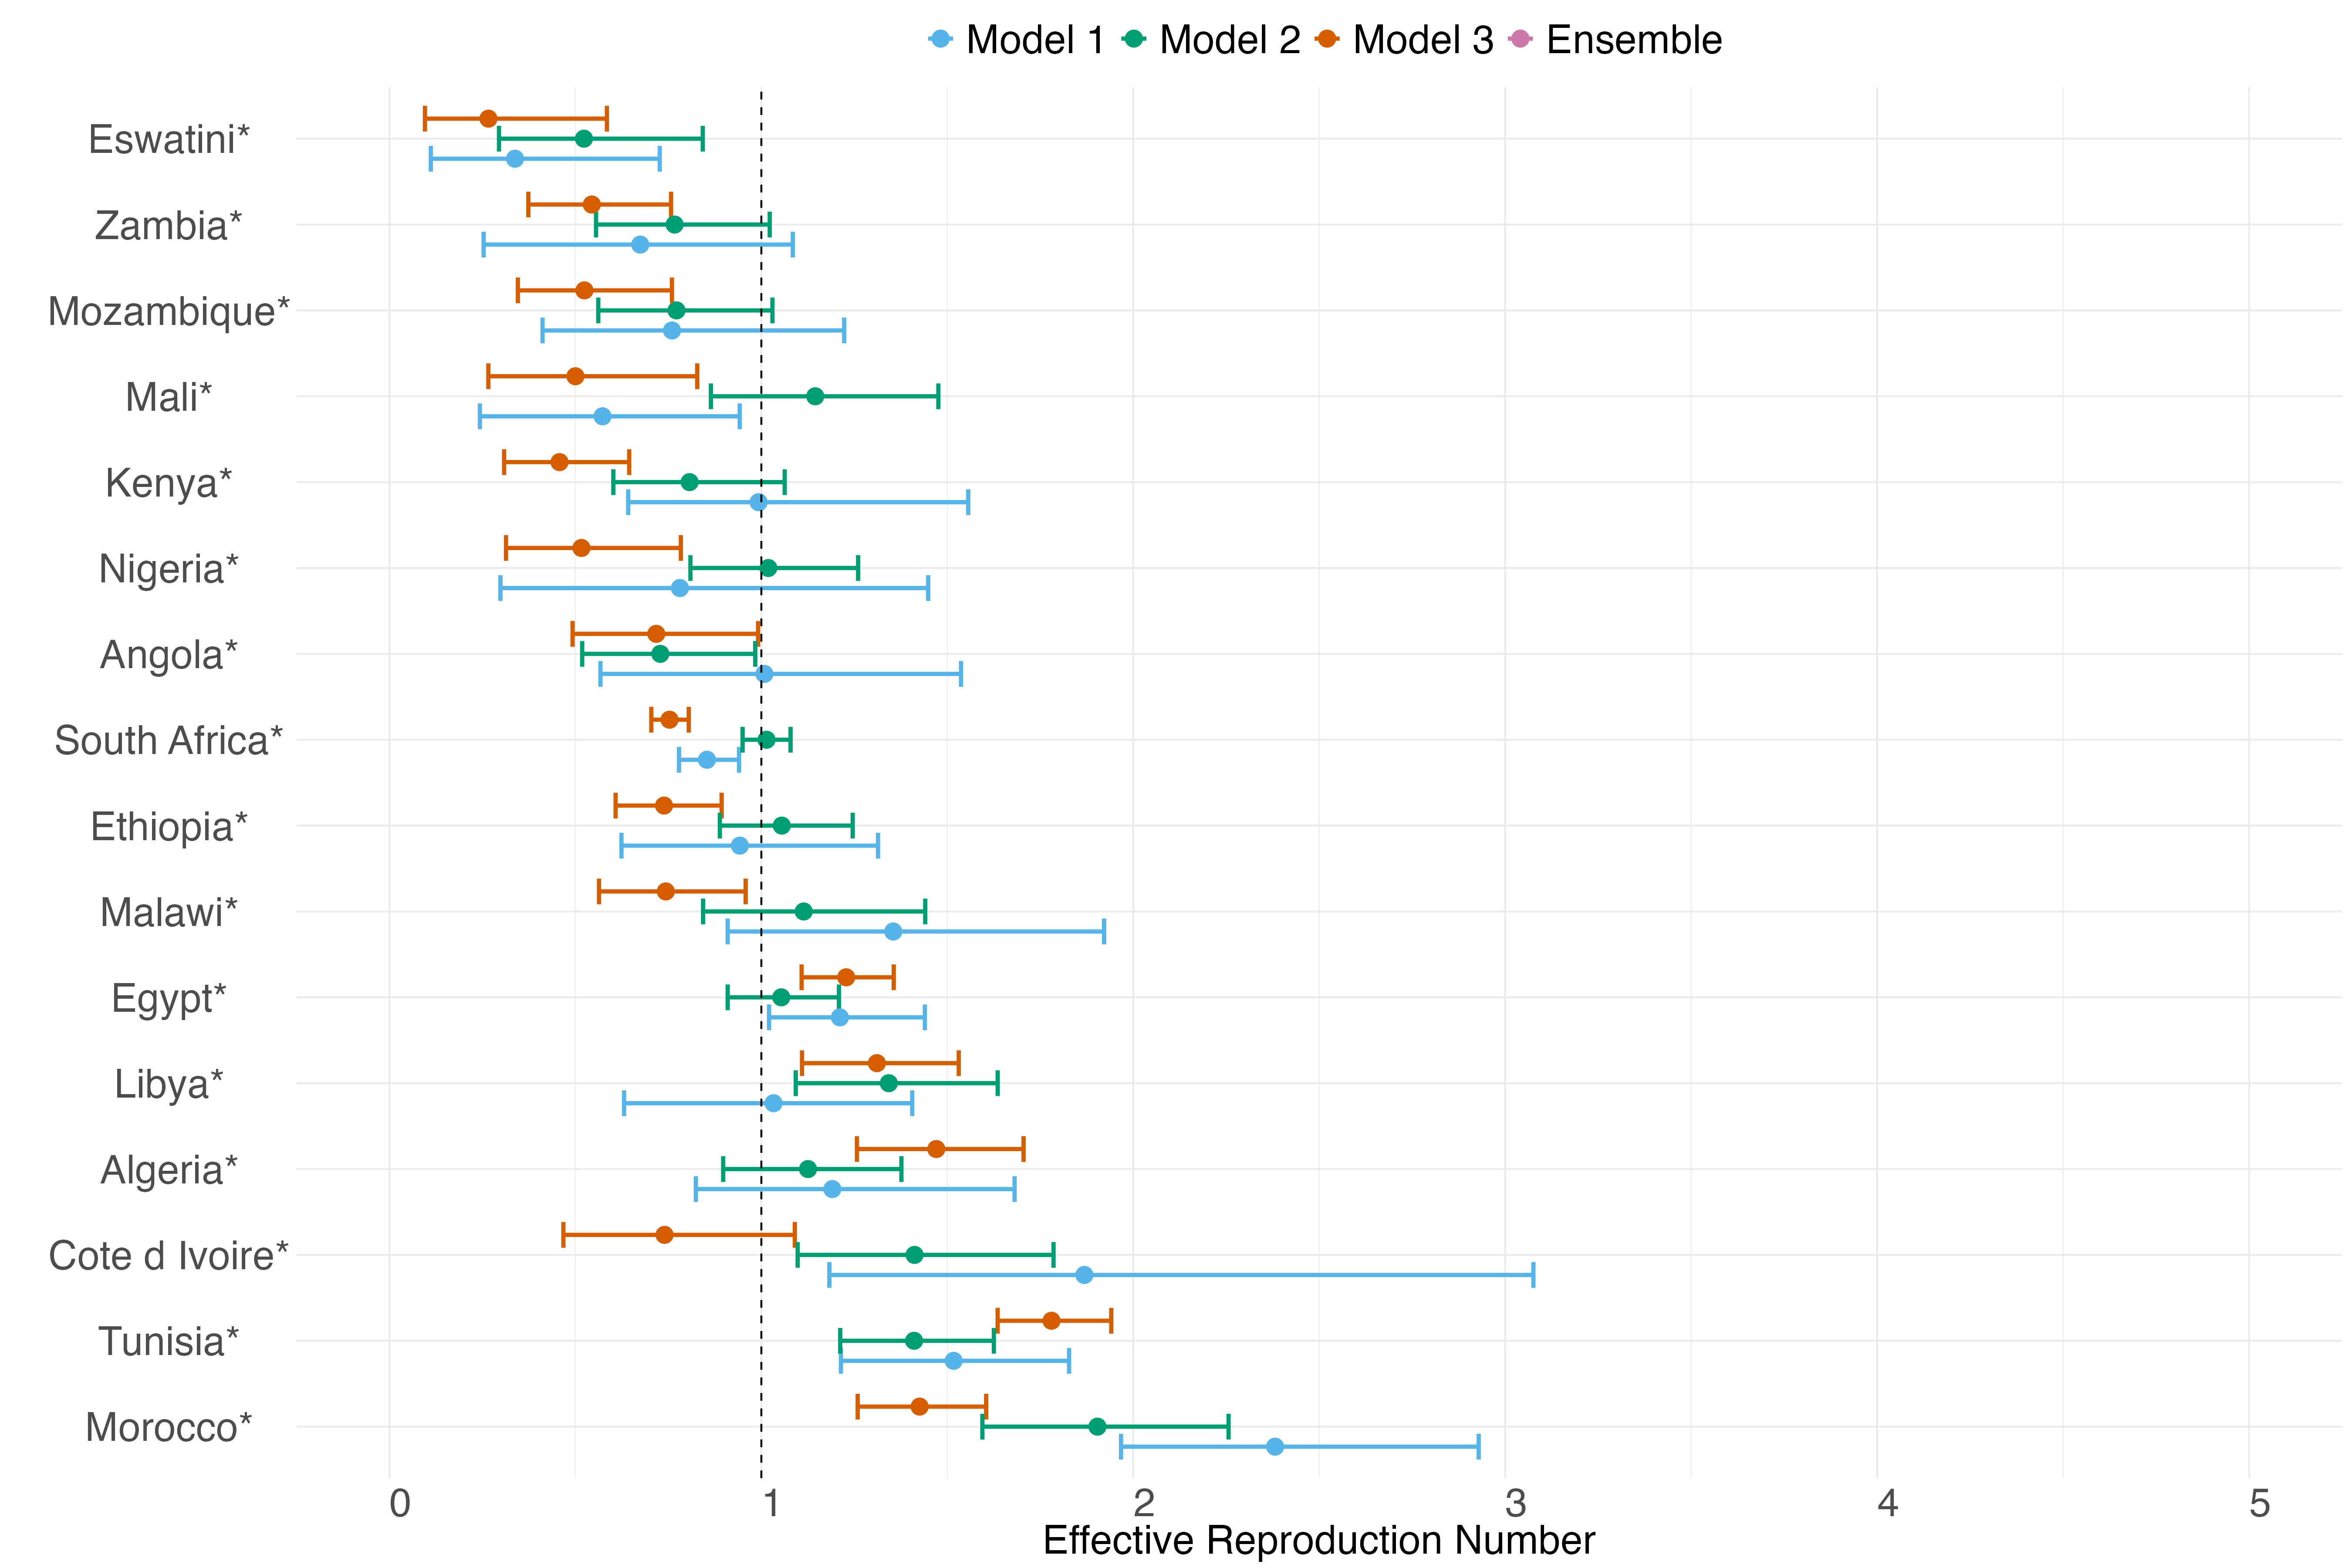 Model 1 Model 2 Model 3 Ensemble
Eswatini*
Zambia*
Mozambique*
Mali*
Kenya*
Nigeria*
Angola*
South Africa*
Ethiopia*
Malawi*
Egypt*
Libya*
Algeria*
Cote d Ivoire*
Tunisia*
Morocco*
0 1 2 3 4 5
Effective Reproduction Number